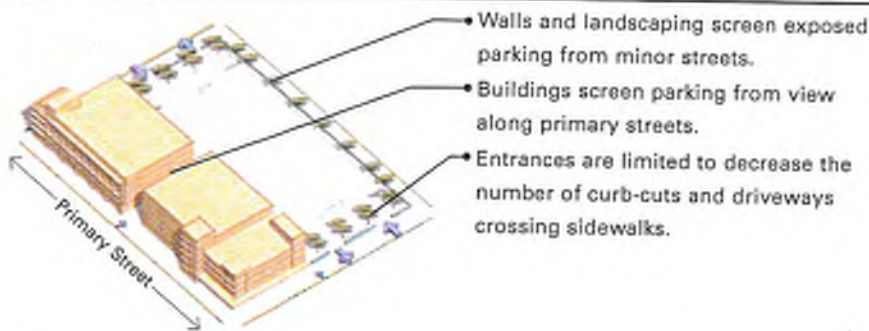 Walls and landscaping screen exposed
parking from minor streets.
Buildings screen parking from view
along primary streets.
Entrances are limited to decrease the
number of curb-cuts and driveways
crossing sidewalks.
Primary Street